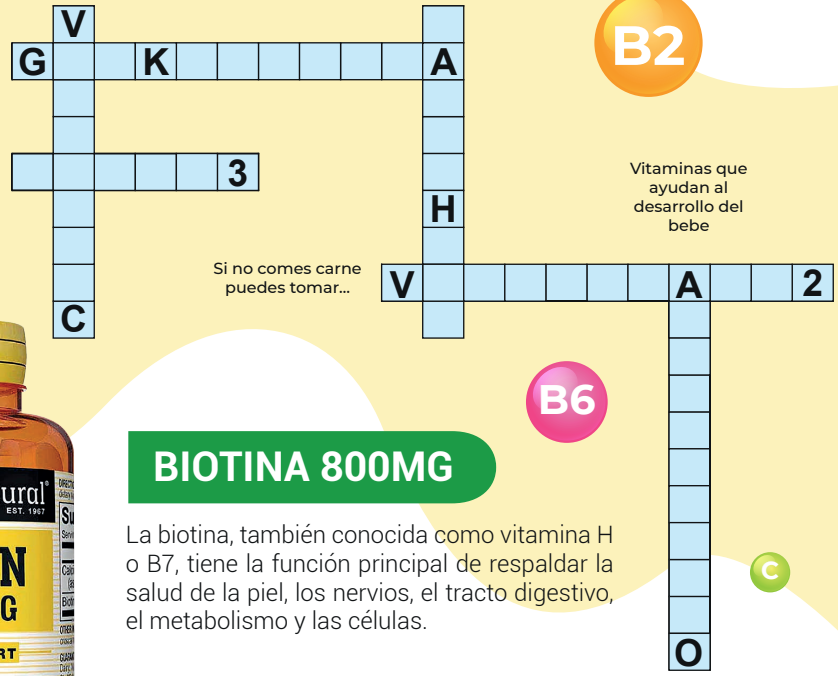 V
B2
G K A
3
Vitaminas que
ayudan al
desarrollo del
bebe
H
Si no comes carne
puedes tomar...
V A 2
C
B6
BIOTINA 800MG
ural®
EST. 1967
La biotina, también conocida como vitamina H
o B7, tiene la función principal de respaldar la
salud de la piel, los nervios, el tracto digestivo,
el metabolismo y las células.
N
G
RT
C
O